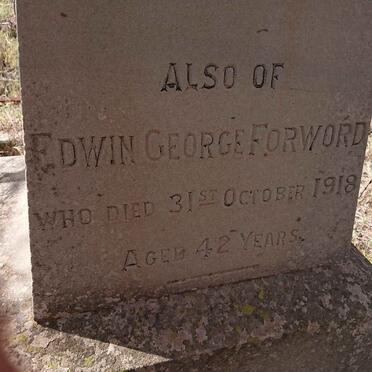 ALSO OF
EDWIN GEORGE FORWORD
WHO DIED 31ST OCTOBER 1918
AGED 42 YEARS.